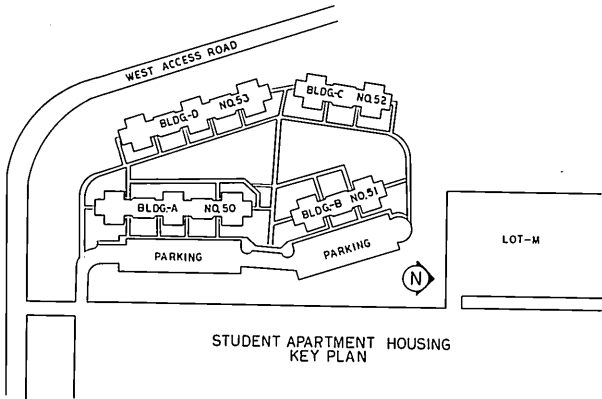 WEST ACCESS ROAD
BLDG-C NO.52
BLDG-D NO.53
BLDG-B NO.51
BLDG-A NO.50
PARKING
PARKING
LOT-M
N
STUDENT APARTMENT HOUSING
KEY PLAN